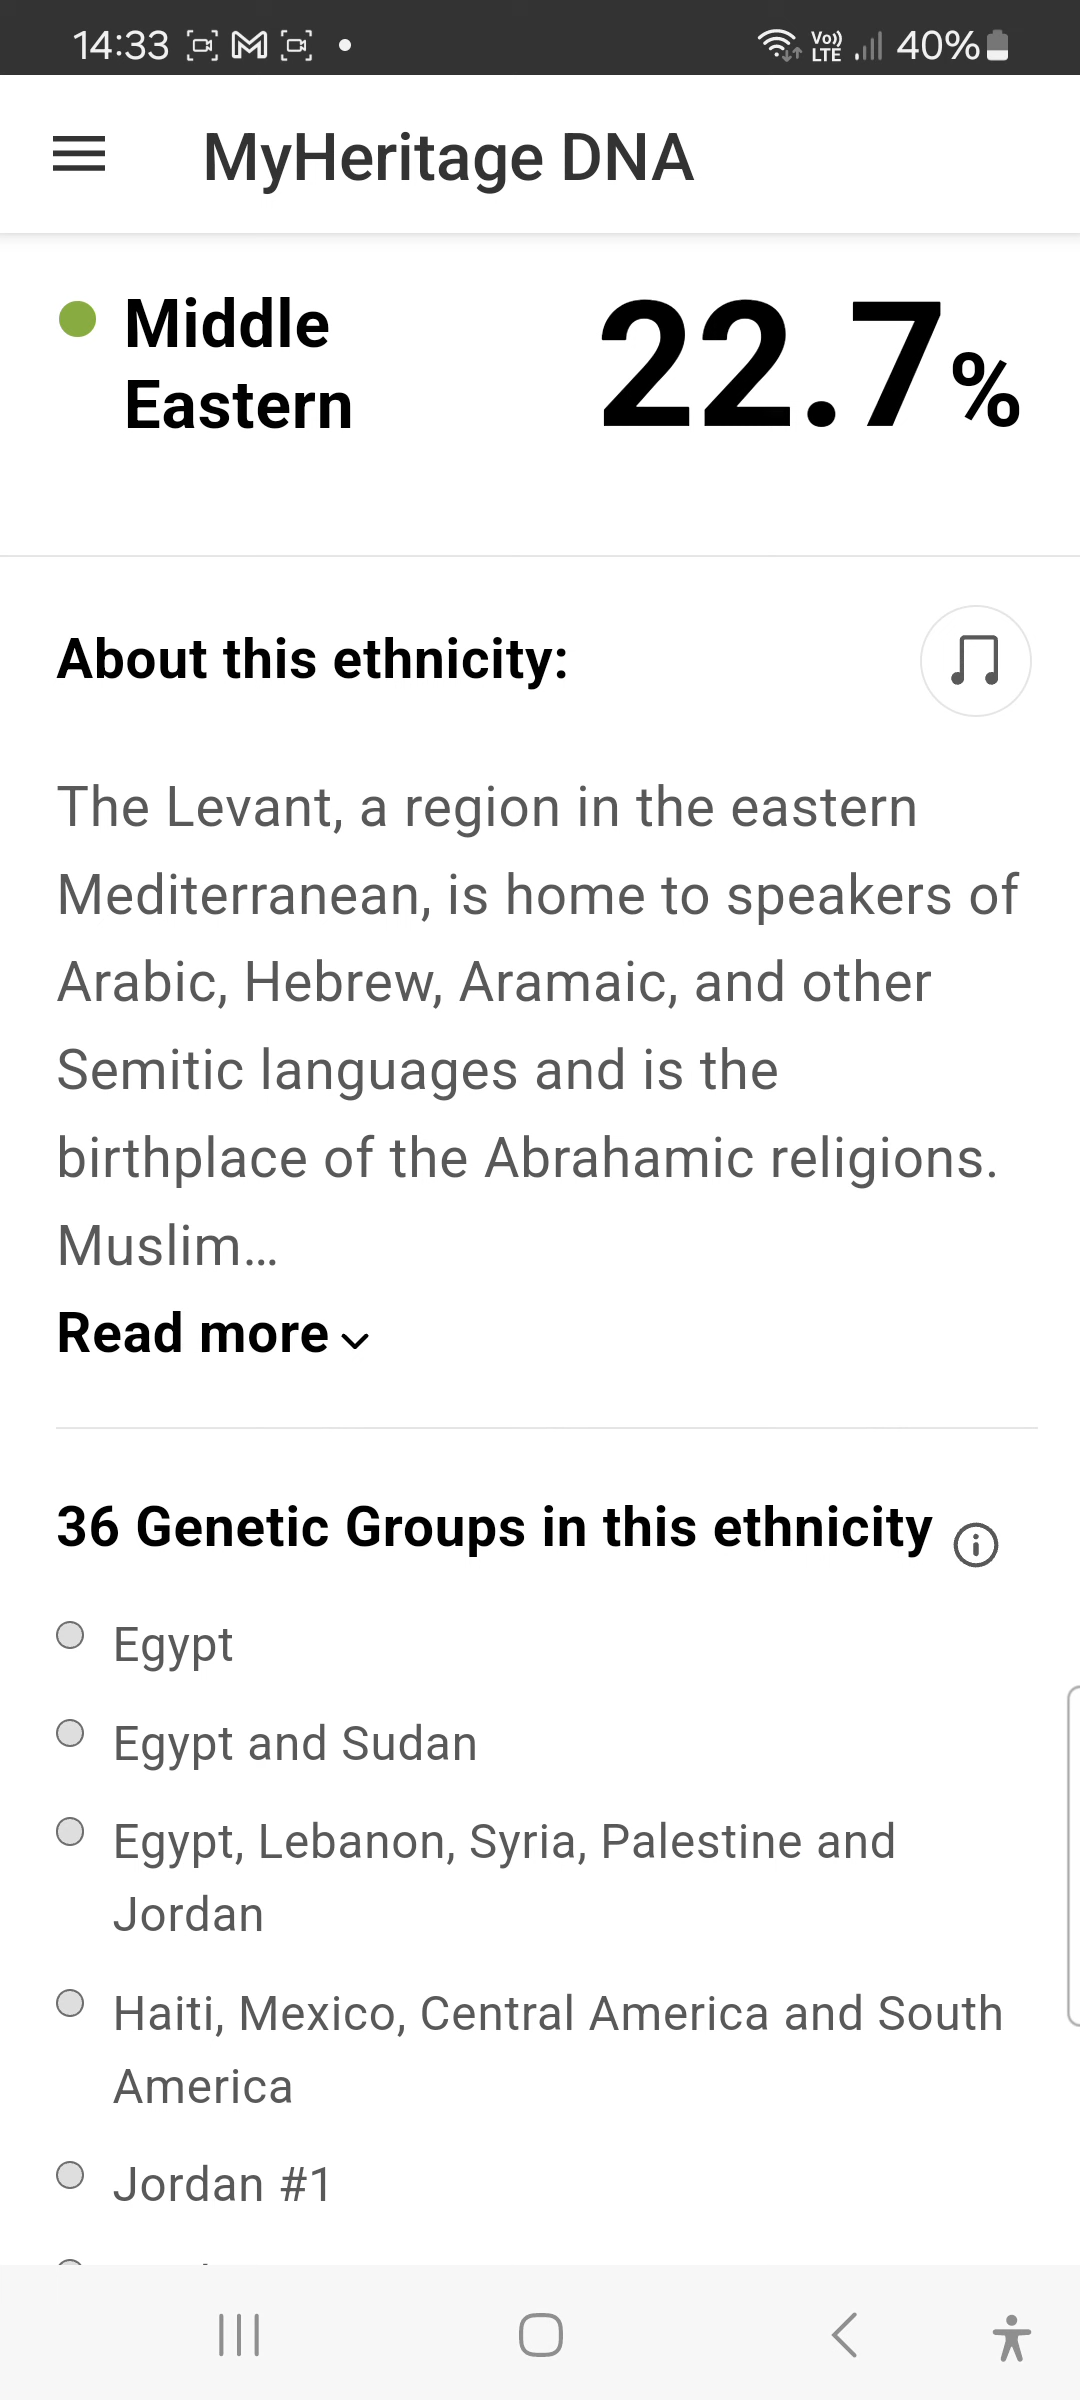 14:33
Vo))
LTE
40%
MyHeritage DNA
Middle
Eastern
22.7%
About this ethnicity:
The Levant, a region in the eastern
Mediterranean, is home to speakers of
Arabic, Hebrew, Aramaic, and other
Semitic languages and is the
birthplace of the Abrahamic religions.
Muslim...
Read more
36 Genetic Groups in this ethnicity
Egypt
Egypt and Sudan
Egypt, Lebanon, Syria, Palestine and
Jordan
Haiti, Mexico, Central America and South
America
Jordan #1